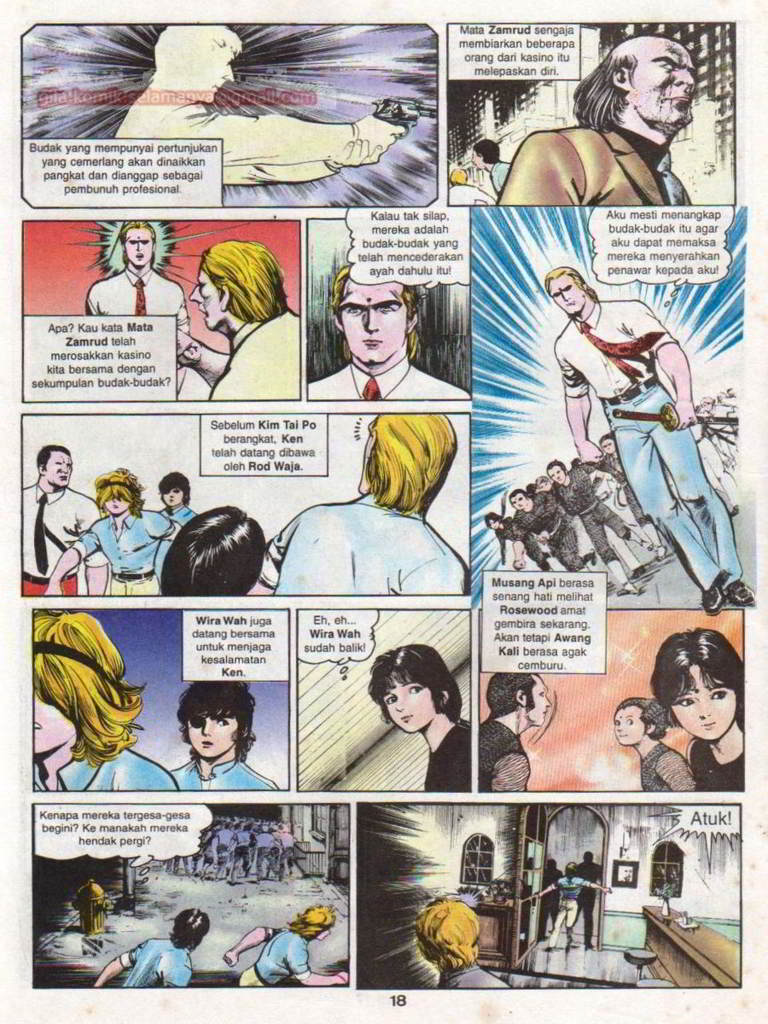 gila-komikselamanya@gmail.com
Budak yang mempunyai pertunjukan
yang cemerlang akan dinaikkan
pangkat dan dianggap sebagai
pembunuh profesional.
Mata Zamrud sengaja
membiarkan beberapa
orang dari kasino itu
melepaskan diri.
Apa? Kau kata Mata
Zamrud telah
merosakkan kasino
kita bersama dengan
sekumpulan budak-budak?
Kalau tak silap,
mereka adalah
budak-budak yang
telah mencederakan
ayah dahulu itu!
Aku mesti menangkap
budak-budak itu agar
aku dapat memaksa
mereka menyerahkan
penawar kepada aku!
Sebelum Kim Tai Po
berangkat, Ken
telah datang dibawa
oleh Rod Waja.
Wira Wah juga
datang bersama
untuk menjaga
kesalamatan
Ken.
Eh, eh...
Wira Wah
sudah balik!
Musang Api berasa
senang hati melihat
Rosewood amat
gembira sekarang.
Akan tetapi Awang
Kali berasa agak
cemburu.
Kenapa mereka tergesa-gesa
begini? Ke manakah mereka
hendak pergi?
Atuk!
18